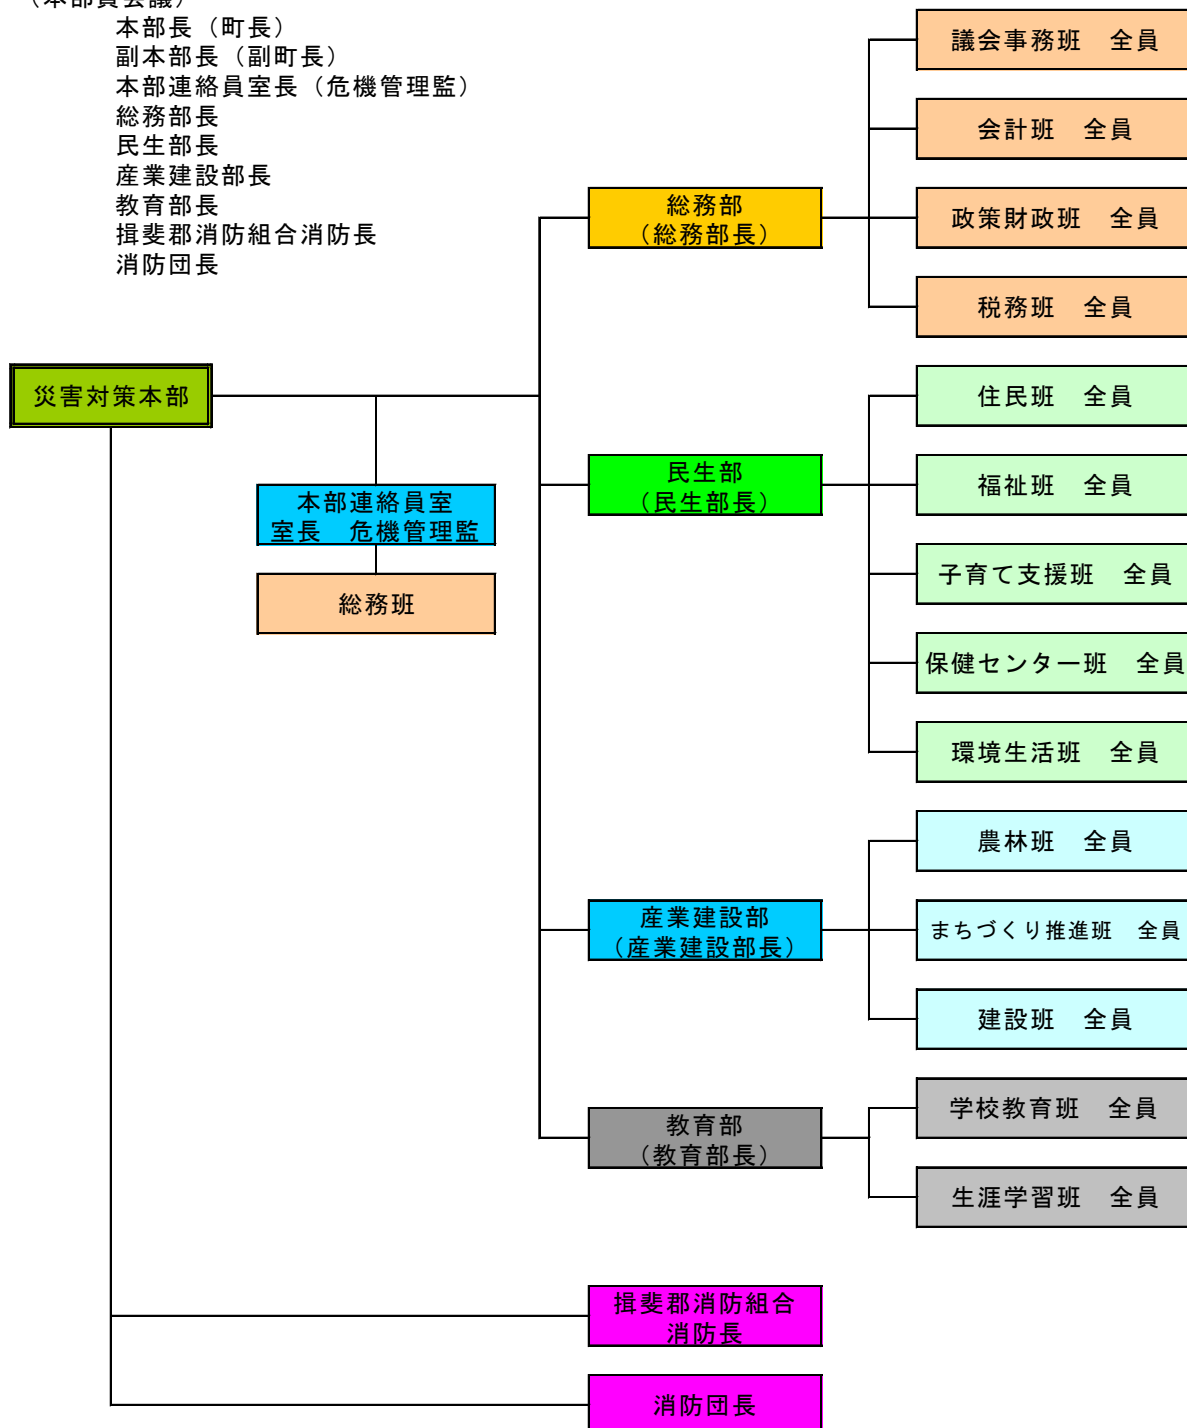 （本部員会議）
本部長（町長）
副本部長（副町長）
本部連絡員室長（危機管理監）
総務部長
民生部長
産業建設部長
教育部長
揖斐郡消防組合消防長
消防団長
災害対策本部
本部連絡員室
室長　危機管理監
総務班
総務部
（総務部長）
議会事務班　全員
会計班　全員
政策財政班　全員
税務班　全員
民生部
（民生部長）
住民班　全員
福祉班　全員
子育て支援班　全員
保健センター班　全員
環境生活班　全員
産業建設部
（産業建設部長）
農林班　全員
まちづくり推進班　全員
建設班　全員
教育部
（教育部長）
学校教育班　全員
生涯学習班　全員
揖斐郡消防組合
消防長
消防団長